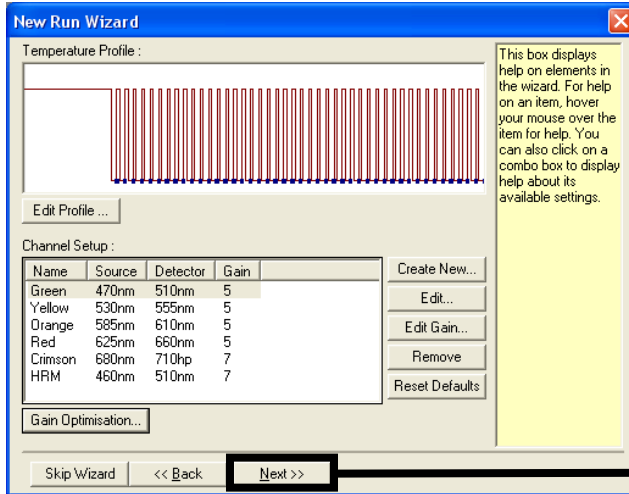 New Run Wizard
Temperature Profile :
This box displays
help on elements in
the wizard. For help
on an item, hover
your mouse over the
item for help. You
can also click on a
combo box to display
help about its
available settings.
Edit Profile ...
Channel Setup :
Name Source Detector Gain
Green 470nm 510nm 5
Yellow 530nm 555nm 5
Orange 585nm 610nm 5
Red 625nm 660nm 5
Crimson 680nm 710hp 7
HRM 460nm 510nm 7
Create New...
Edit...
Edit Gain...
Remove
Reset Defaults
Gain Optimisation...
Skip Wizard << Back Next >>